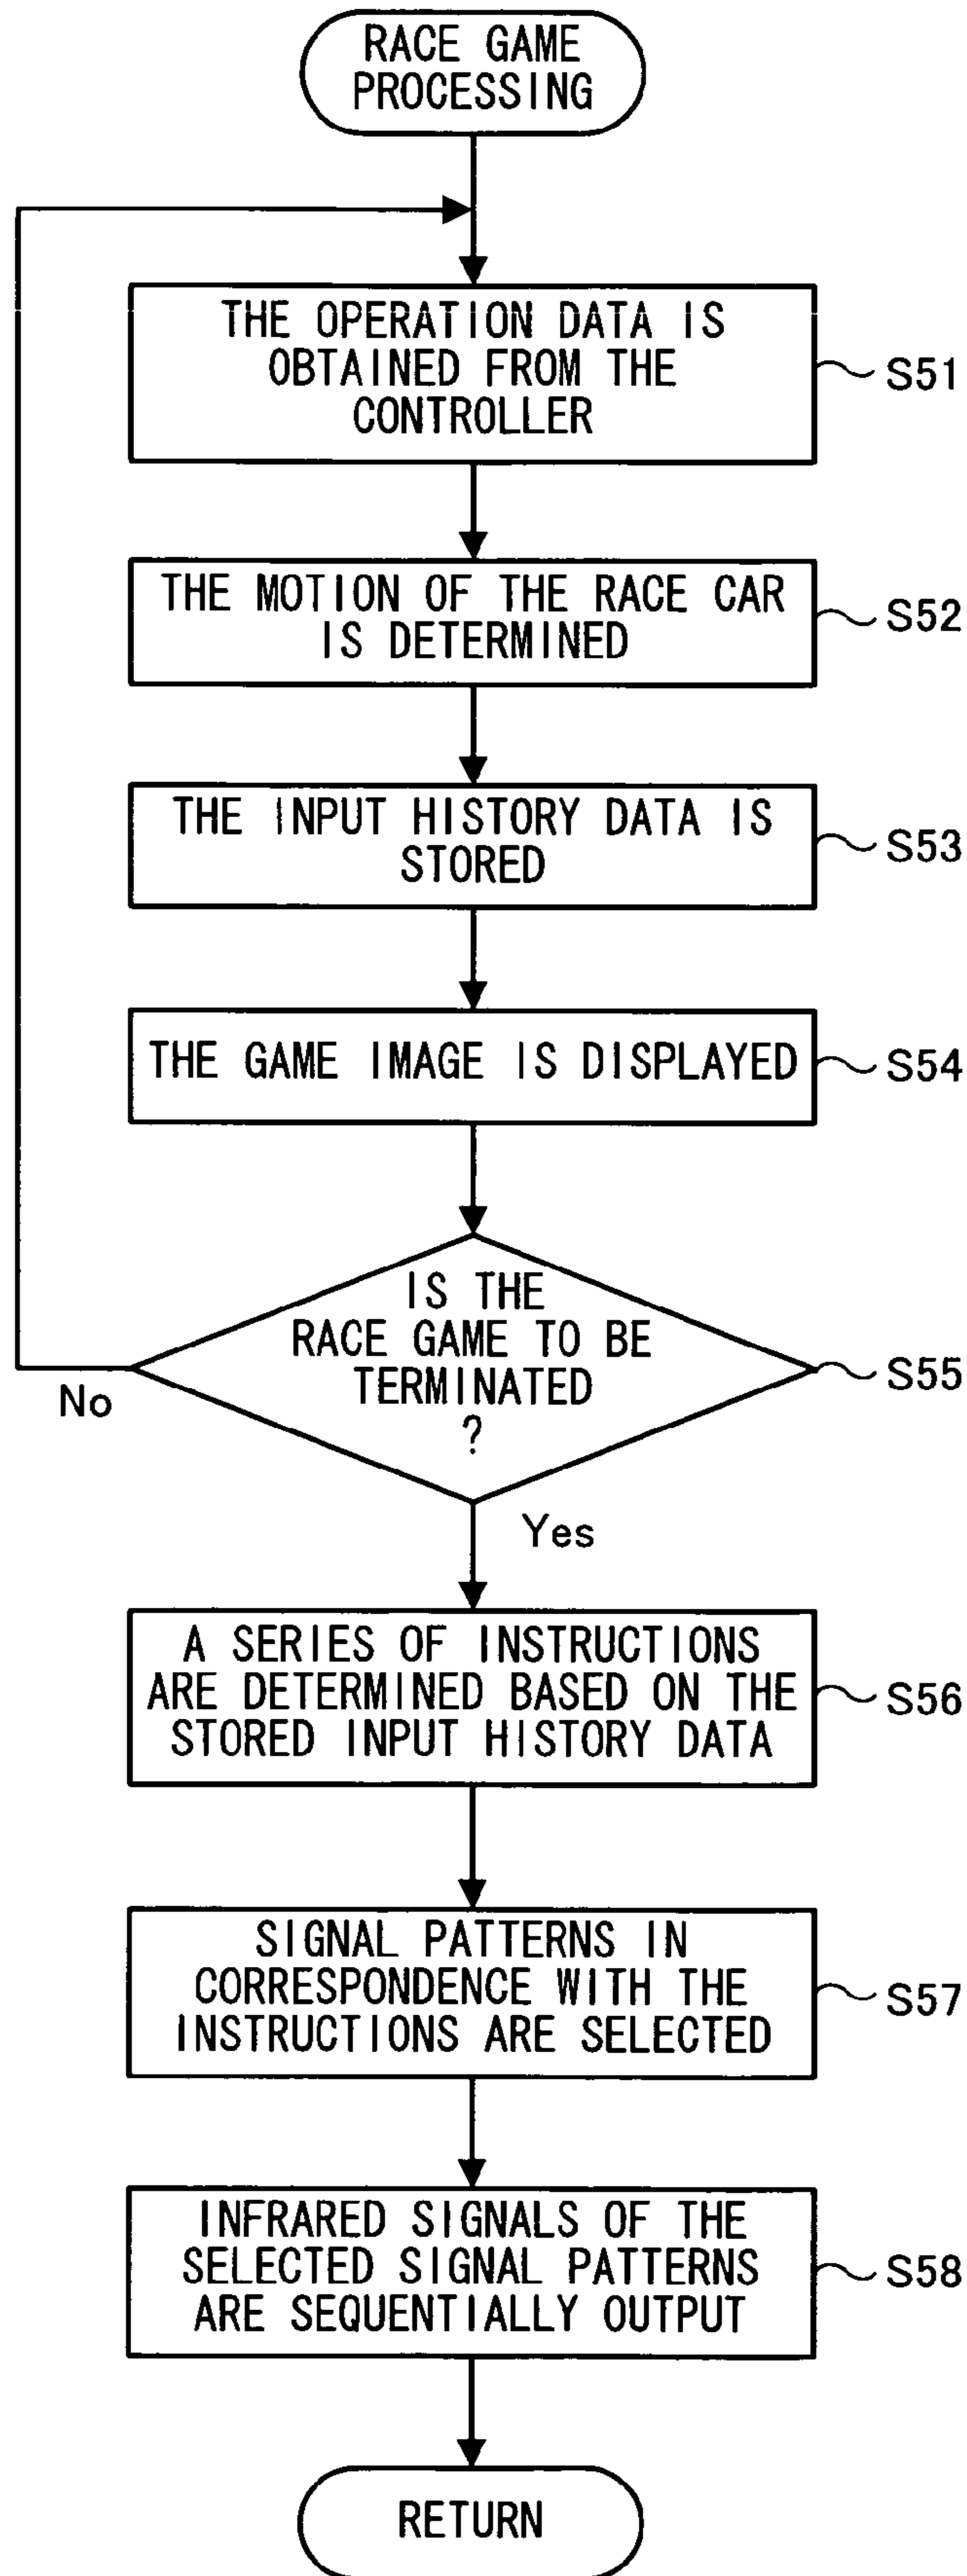 RACE GAME
PROCESSING
THE OPERATION DATA IS
OBTAINED FROM THE
CONTROLLER
S51
THE MOTION OF THE RACE CAR
IS DETERMINED
S52
THE INPUT HISTORY DATA IS
STORED
S53
THE GAME IMAGE IS DISPLAYED
S54
IS THE
RACE GAME TO BE
TERMINATED
?
S55
No
Yes
A SERIES OF INSTRUCTIONS
ARE DETERMINED BASED ON THE
STORED INPUT HISTORY DATA
S56
SIGNAL PATTERNS IN
CORRESPONDENCE WITH THE
INSTRUCTIONS ARE SELECTED
S57
INFRARED SIGNALS OF THE
SELECTED SIGNAL PATTERNS
ARE SEQUENTIALLY OUTPUT
S58
RETURN